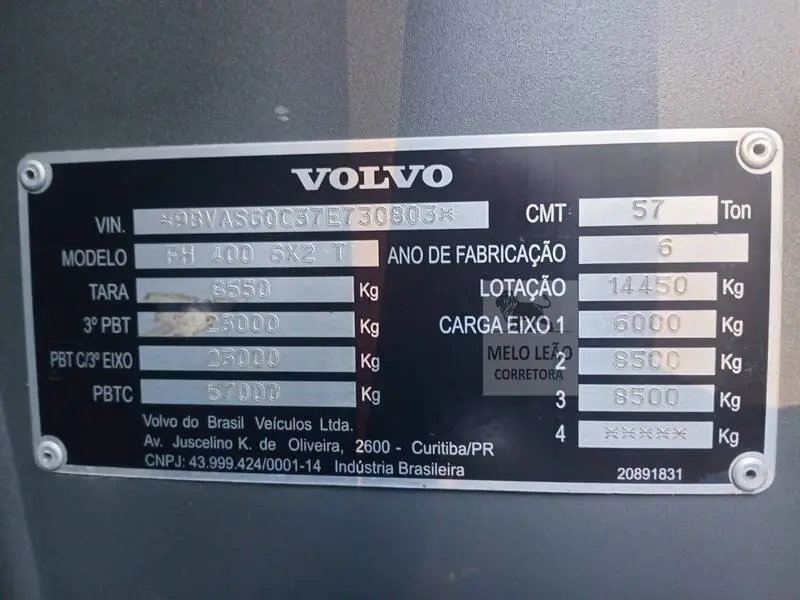 VOLVO
VIN. *9BVAS60C37E730803* CMT 57 Ton
MODELO FH 400 6X2 T ANO DE FABRICAÇÃO 6
TARA 8550 Kg LOTAÇÃO 14450 Kg
3º PBT 23000 Kg CARGA EIXO 1 6000 Kg
PBT C/3º EIXO 23000 Kg 2 8500 Kg
PBTC 57000 Kg 3 8500 Kg
4 ***** Kg
MELO LEÃO
CORRETORA
Volvo do Brasil Veículos Ltda.
Av. Juscelino K. de Oliveira, 2600 - Curitiba/PR
CNPJ: 43.999.424/0001-14 Indústria Brasileira
20891831